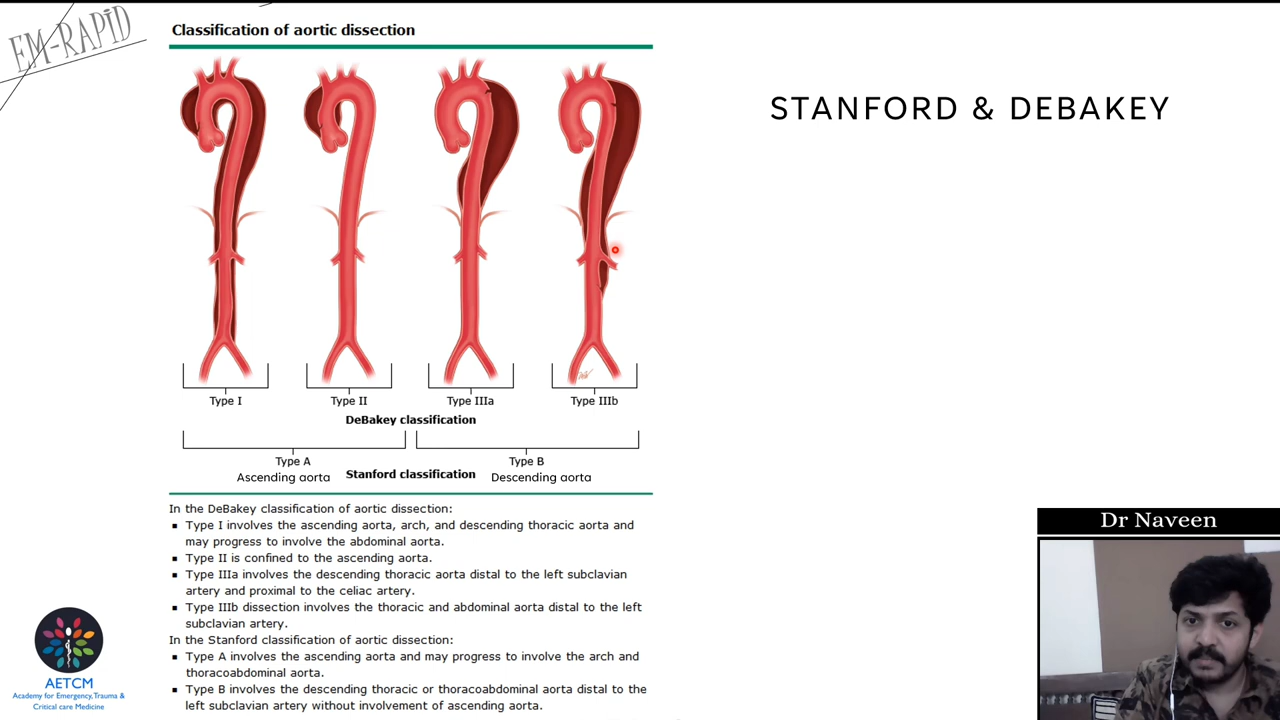 EM-RAPID
Classification of aortic dissection
STANFORD & DEBAKEY
Type I
Type II
Type IIIa
Type IIIb
DeBakey classification
Type A
Type B
Ascending aorta
Stanford classification
Descending aorta
In the DeBakey classification of aortic dissection:
▪ Type I involves the ascending aorta, arch, and descending thoracic aorta and
may progress to involve the abdominal aorta.
▪ Type II is confined to the ascending aorta.
▪ Type IIIa involves the descending thoracic aorta distal to the left subclavian
artery and proximal to the celiac artery.
▪ Type IIIb dissection involves the thoracic and abdominal aorta distal to the left
subclavian artery.
In the Stanford classification of aortic dissection:
▪ Type A involves the ascending aorta and may progress to involve the arch and
thoracoabdominal aorta.
▪ Type B involves the descending thoracic or thoracoabdominal aorta distal to the
left subclavian artery without involvement of ascending aorta.
Dr Naveen
AETCM
Academy for Emergency,Trauma &
Critical care Medicine